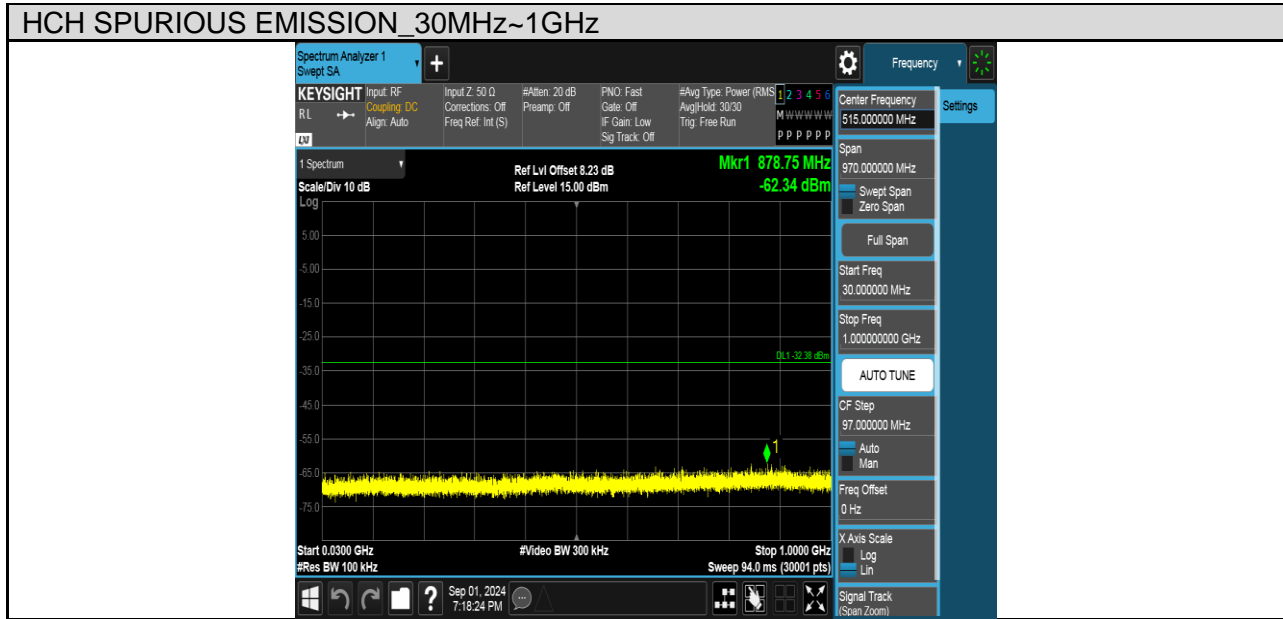 HCH SPURIOUS EMISSION_30MHz~1GHz
Spectrum Analyzer 1
Swept SA
+
Frequency
KEYSIGHT
RL
LXI
Input: RF
Coupling: DC
Align: Auto
Input Z: 50 Ω
Corrections: Off
Freq Ref: Int (S)
#Atten: 20 dB
Preamp: Off
PNO: Fast
Gate: Off
IF Gain: Low
Sig Track: Off
#Avg Type: Power (RMS
Avg|Hold: 30/30
Trig: Free Run
1 2 3 4 5 6
M W W W W W
P P P P P P
1 Spectrum
Scale/Div 10 dB
Log
Ref Lvl Offset 8.23 dB
Ref Level 15.00 dBm
Mkr1 878.75 MHz
-62.34 dBm
5.00
-5.00
-15.0
-25.0
DL1 -32.38 dBm
-35.0
-45.0
-55.0
1
-65.0
-75.0
Start 0.0300 GHz
#Res BW 100 kHz
#Video BW 300 kHz
Stop 1.0000 GHz
Sweep 94.0 ms (30001 pts)
?
Sep 01, 2024
7:18:24 PM
Settings
Center Frequency
515.000000 MHz
Span
970.000000 MHz
Swept Span
Zero Span
Full Span
Start Freq
30.000000 MHz
Stop Freq
1.000000000 GHz
AUTO TUNE
CF Step
97.000000 MHz
Auto
Man
Freq Offset
0 Hz
X Axis Scale
Log
Lin
Signal Track
(Span Zoom)